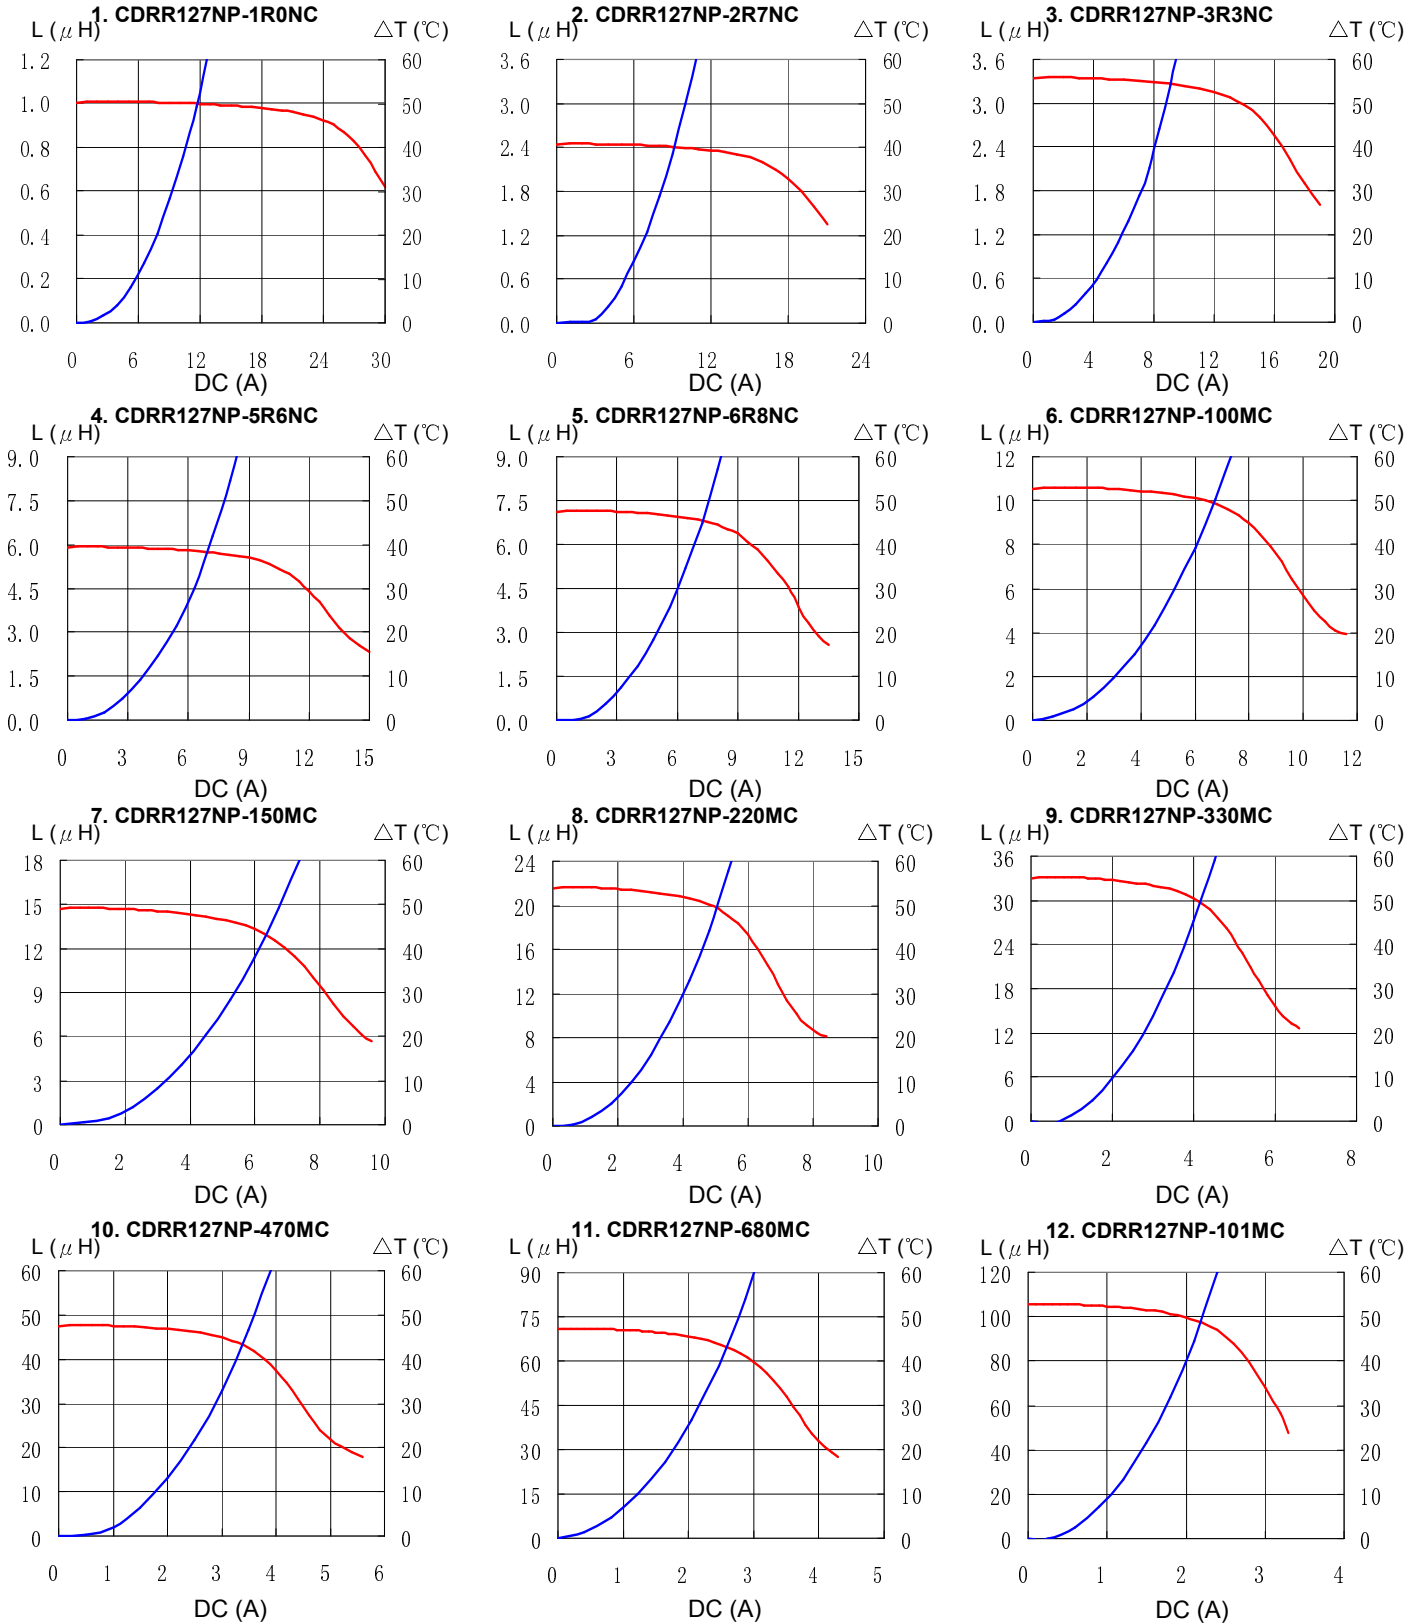 1. CDRR127NP-1R0NC
L (μH) △T (℃)
1.2 60
1.0 50
0.8 40
0.6 30
0.4 20
0.2 10
0.0 0
0 6 12 18 24 30
DC (A)
2. CDRR127NP-2R7NC
L (μH) △T (℃)
3.6 60
3.0 50
2.4 40
1.8 30
1.2 20
0.6 10
0.0 0
0 6 12 18 24
DC (A)
3. CDRR127NP-3R3NC
L (μH) △T (℃)
3.6 60
3.0 50
2.4 40
1.8 30
1.2 20
0.6 10
0.0 0
0 4 8 12 16 20
DC (A)
4. CDRR127NP-5R6NC
L (μH) △T (℃)
9.0 60
7.5 50
6.0 40
4.5 30
3.0 20
1.5 10
0.0 0
0 3 6 9 12 15
DC (A)
5. CDRR127NP-6R8NC
L (μH) △T (℃)
9.0 60
7.5 50
6.0 40
4.5 30
3.0 20
1.5 10
0.0 0
0 3 6 9 12 15
DC (A)
6. CDRR127NP-100MC
L (μH) △T (℃)
12 60
10 50
8 40
6 30
4 20
2 10
0 0
0 2 4 6 8 10 12
DC (A)
7. CDRR127NP-150MC
L (μH) △T (℃)
18 60
15 50
12 40
9 30
6 20
3 10
0 0
0 2 4 6 8 10
DC (A)
8. CDRR127NP-220MC
L (μH) △T (℃)
24 60
20 50
16 40
12 30
8 20
4 10
0 0
0 2 4 6 8 10
DC (A)
9. CDRR127NP-330MC
L (μH) △T (℃)
36 60
30 50
24 40
18 30
12 20
6 10
0 0
0 2 4 6 8
DC (A)
10. CDRR127NP-470MC
L (μH) △T (℃)
60 60
50 50
40 40
30 30
20 20
10 10
0 0
0 1 2 3 4 5 6
DC (A)
11. CDRR127NP-680MC
L (μH) △T (℃)
90 60
75 50
60 40
45 30
30 20
15 10
0 0
0 1 2 3 4 5
DC (A)
12. CDRR127NP-101MC
L (μH) △T (℃)
120 60
100 50
80 40
60 30
40 20
20 10
0 0
0 1 2 3 4
DC (A)